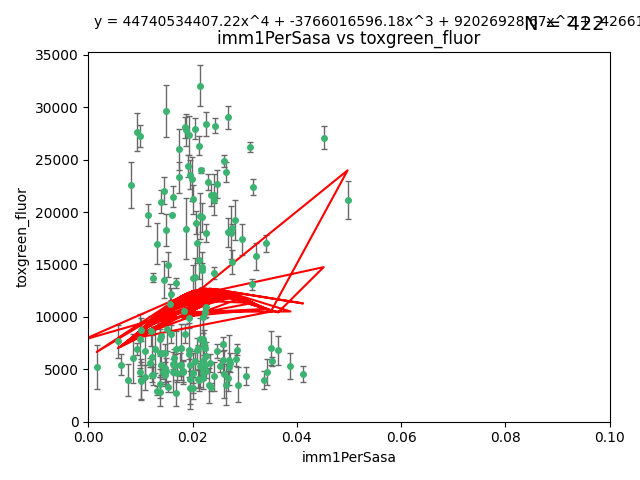 y = 44740534407.22x^4 + -3766016596.18x^3 + 92026928 N = 422
imm1PerSasa vs toxgreen_fluor
35000
30000
25000
20000
15000
10000
5000
0
toxgreen_fluor
0.00 0.02 0.04 0.06 0.08 0.10
imm1PerSasa